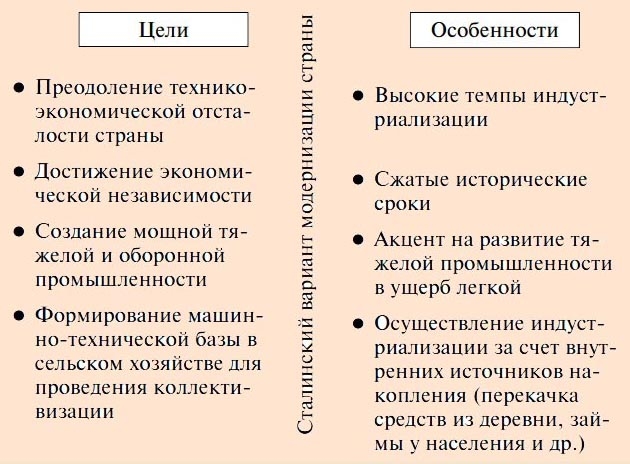 Цели
● Преодоление технико-
экономической отста-
лости страны
● Достижение экономи-
ческой независимости
● Создание мощной тя-
желой и оборонной
промышленности
● Формирование машин-
но-технической базы в
сельском хозяйстве для
проведения коллекти-
визации
Сталинский вариант модернизации страны
Особенности
● Высокие темпы индуст-
риализации
● Сжатые исторические
сроки
● Акцент на развитие тя-
желой промышленности
в ущерб легкой
● Осуществление индуст-
риализации за счет внут-
ренних источников на-
копления (перекачка
средств из деревни, зай-
мы у населения и др.)